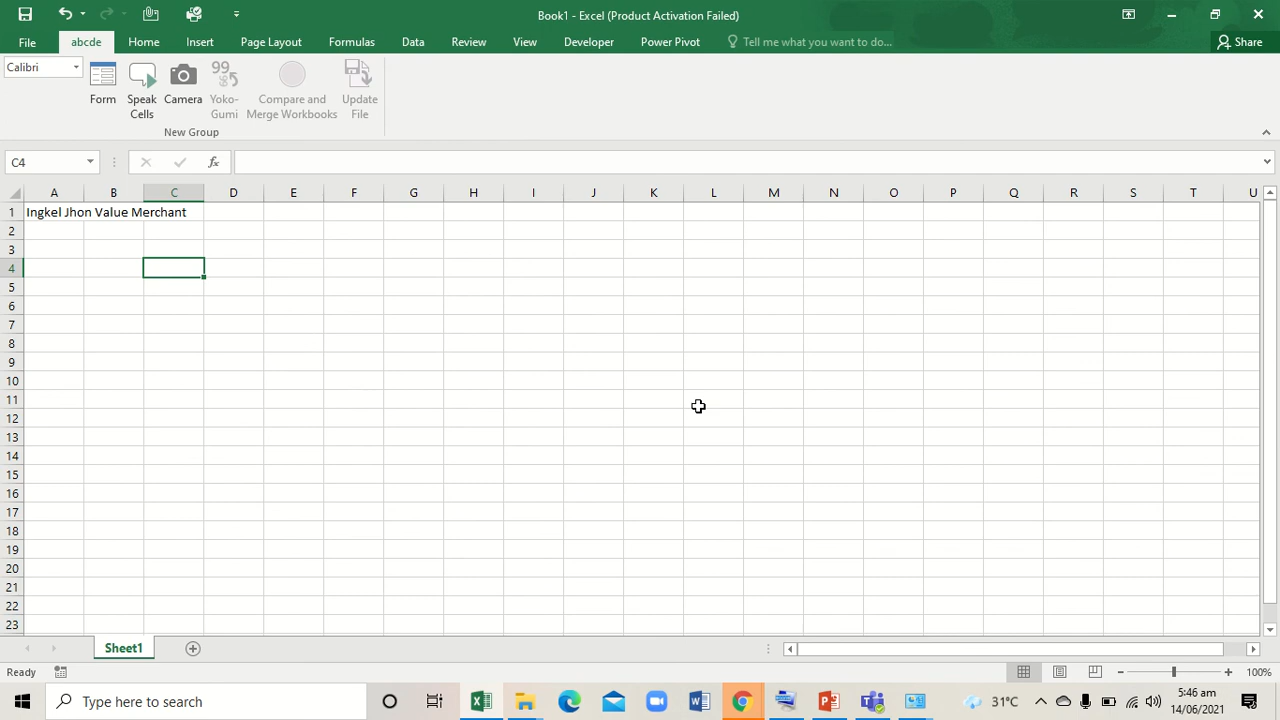 Book1 - Excel (Product Activation Failed)
File abcde Home Insert Page Layout Formulas Data Review View Developer Power Pivot Tell me what you want to do... Share
Calibri
Form Speak Cells Camera Yoko-Gumi Compare and Merge Workbooks Update File
New Group
C4 fx
A B C D E F G H I J K L M N O P Q R S T U
1 Ingkel Jhon Value Merchant
2
3
4
5
6
7
8
9
10
11
12
13
14
15
16
17
18
19
20
21
22
23
Sheet1
Ready 100%
Type here to search 31°C 5:46 am
14/06/2021